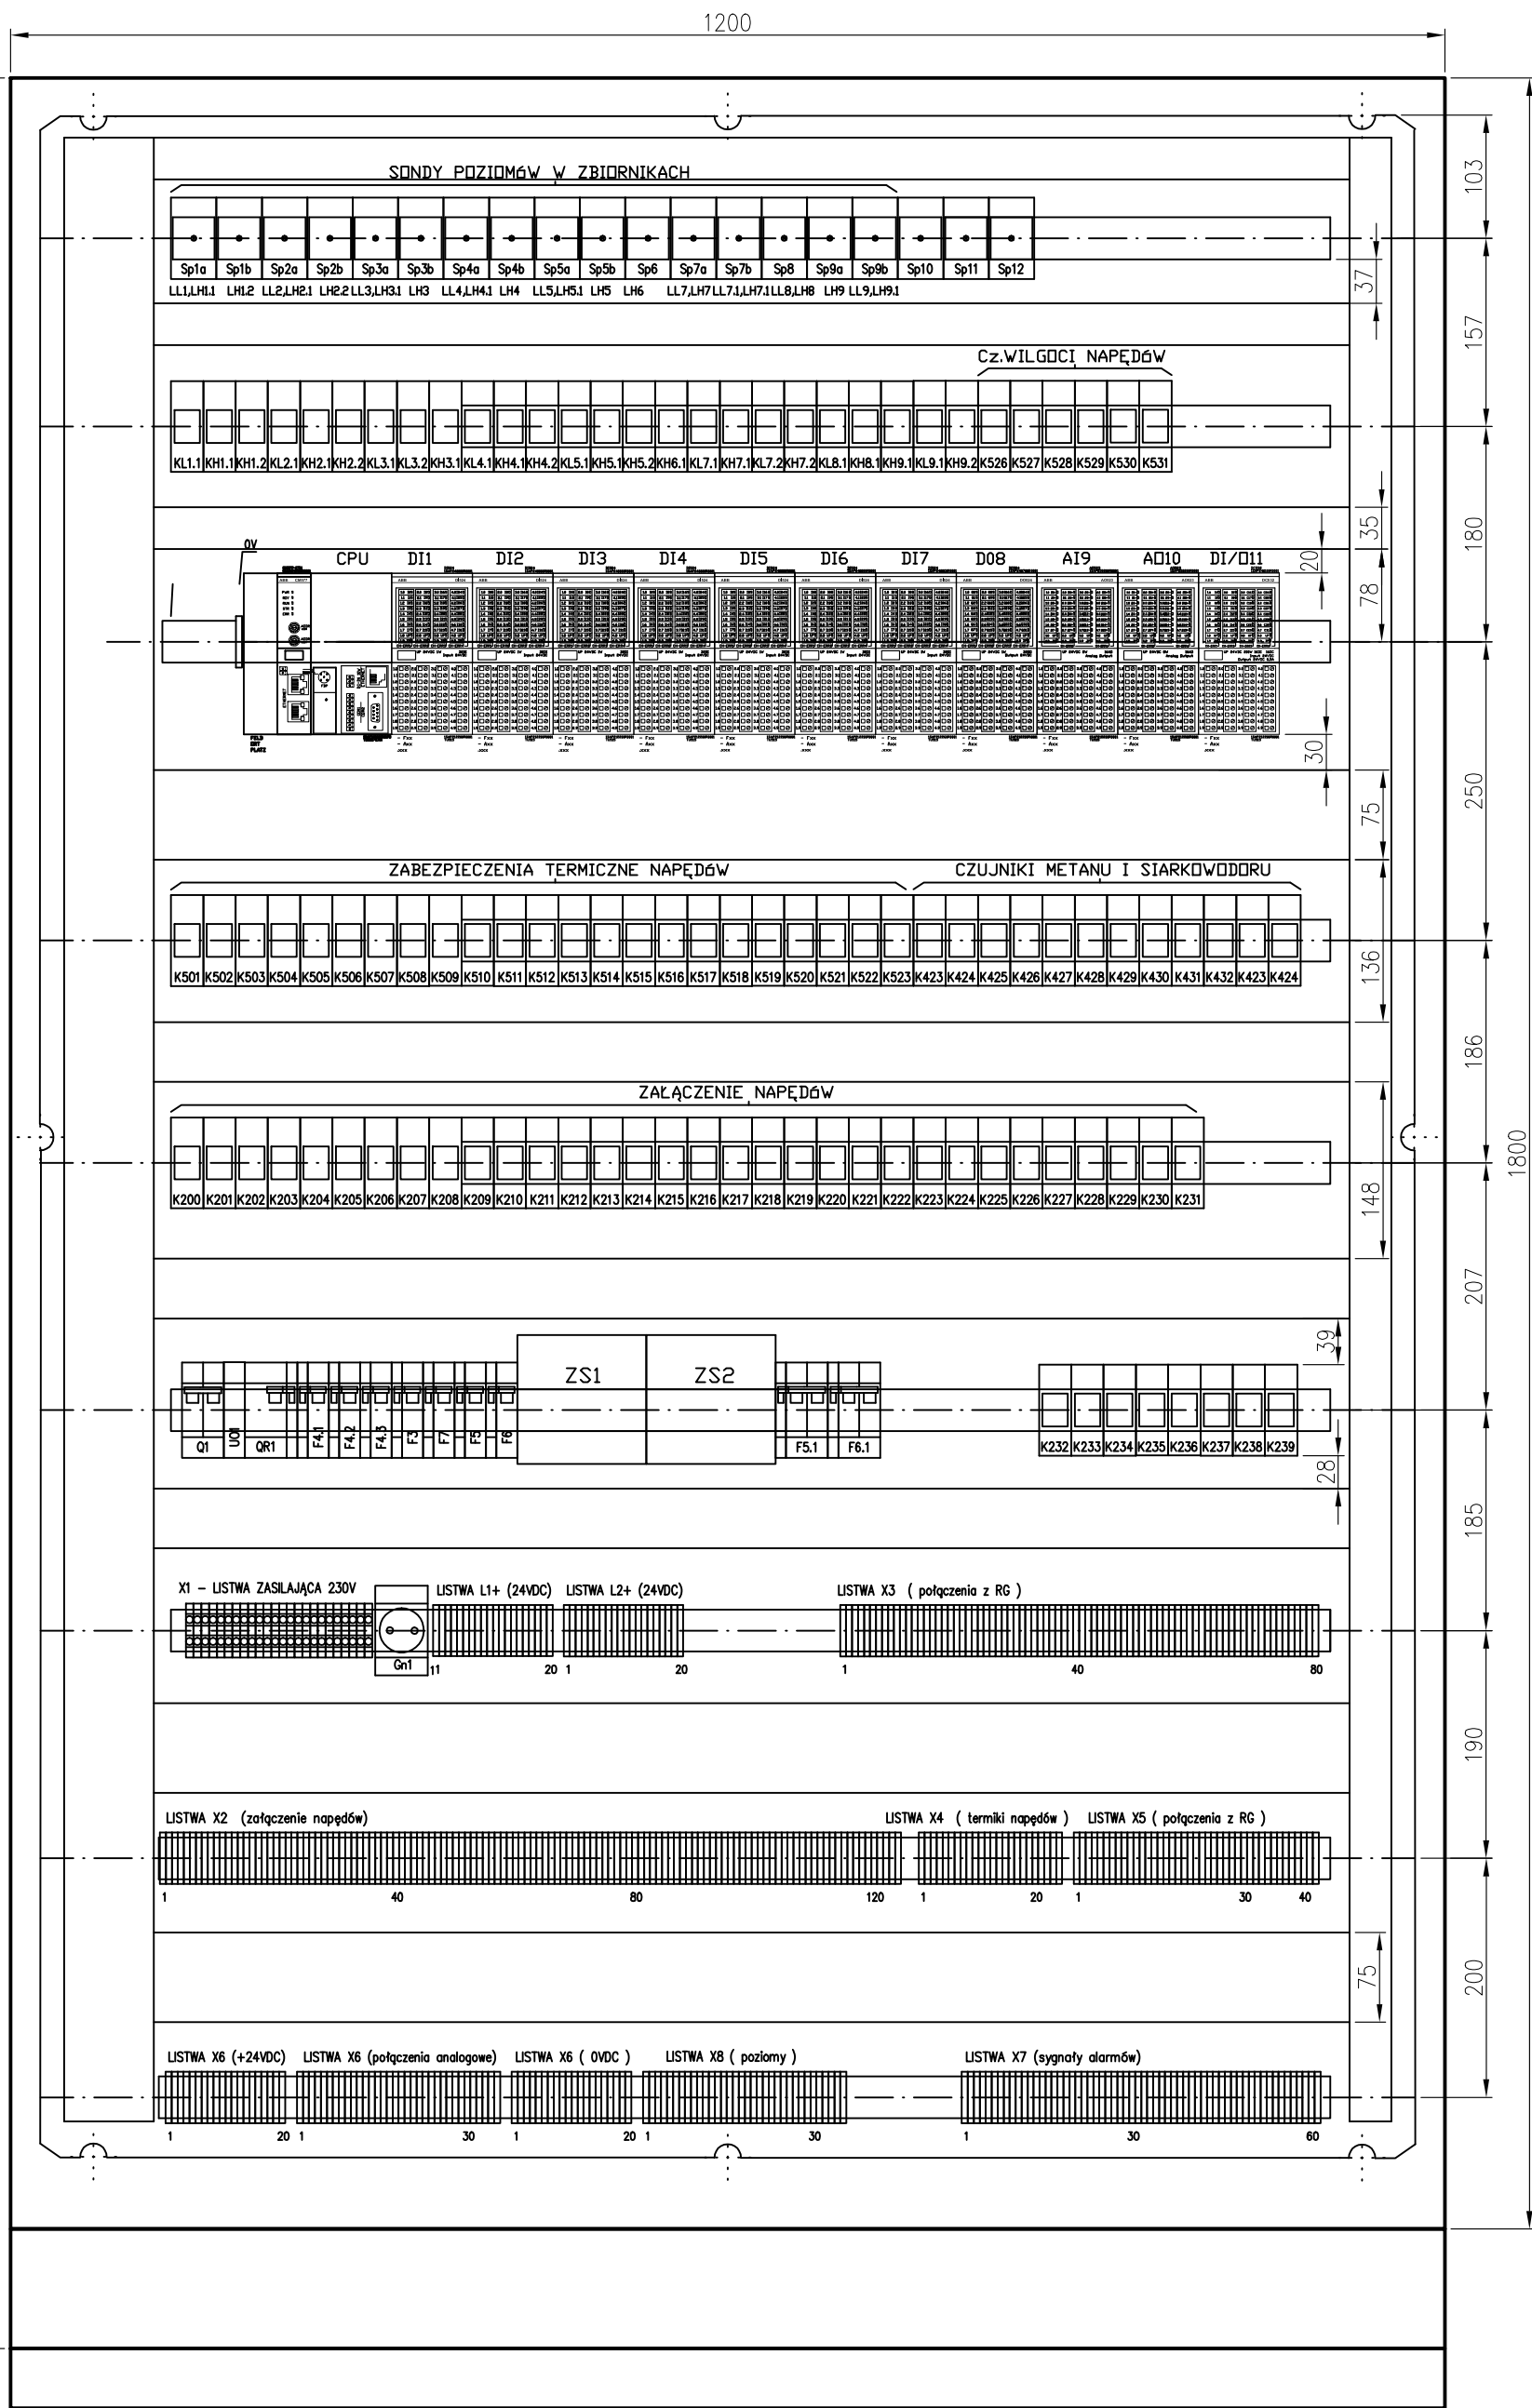 1200
SONDY POZIOMóW W ZBIORNIKACH
103
Sp1a Sp1b Sp2a Sp2b Sp3a Sp3b Sp4a Sp4b Sp5a Sp5b Sp6 Sp7a Sp7b Sp8 Sp9a Sp9b Sp10 Sp11 Sp12
LL1,LH1.1 LH1.2 LL2,LH2.1 LH2.2 LL3,LH3.1 LH3 LL4,LH4.1 LH4 LL5,LH5.1 LH5 LH6 LL7,LH7 LL7.1,LH7.1 LL8,LH8 LH9 LL9,LH9.1
37
157
Cz.WILGOCI NAPĘDóW
KL1.1 KH1.1 KH1.2 KL2.1 KH2.1 KH2.2 KL3.1 KL3.2 KH3.1 KL4.1 KH4.1 KH4.2 KL5.1 KH5.1 KH5.2 KH6.1 KL7.1 KH7.1 KL7.2 KH7.2 KL8.1 KH8.1 KH9.1 KL9.1 KH9.2 K526 K527 K528 K529 K530 K531
35
180
0V
CPU DI1 DI2 DI3 DI4 DI5 DI6 DI7 D08 AI9 AO10 DI/O11
20
78
ETHERNET
FBP
30
250
75
ZABEZPIECZENIA TERMICZNE NAPĘDóW
CZUJNIKI METANU I SIARKOWODORU
K501 K502 K503 K504 K505 K506 K507 K508 K509 K510 K511 K512 K513 K514 K515 K516 K517 K518 K519 K520 K521 K522 K523 K423 K424 K425 K426 K427 K428 K429 K430 K431 K432 K423 K424
136
186
ZAŁĄCZENIE NAPĘDóW
K200 K201 K202 K203 K204 K205 K206 K207 K208 K209 K210 K211 K212 K213 K214 K215 K216 K217 K218 K219 K220 K221 K222 K223 K224 K225 K226 K227 K228 K229 K230 K231
148
1800
207
39
ZS1 ZS2
Q1 UO1 QR1 F4.1 F4.2 F4.3 F3 F7 F5 F6 F5.1 F6.1
K232 K233 K234 K235 K236 K237 K238 K239
28
185
X1 - LISTWA ZASILAJĄCA 230V
LISTWA L1+ (24VDC) LISTWA L2+ (24VDC)
LISTWA X3 ( połączenia z RG )
Gn1
11 20 1 20 1 40 80
190
LISTWA X2 (załączenie napędów)
LISTWA X4 ( termiki napędów )
LISTWA X5 ( połączenia z RG )
1 40 80 120 1 20 1 30 40
75
200
LISTWA X6 (+24VDC)
LISTWA X6 (połączenia analogowe)
LISTWA X6 ( 0VDC )
LISTWA X8 ( poziomy )
LISTWA X7 (sygnały alarmów)
1 20 1 30 1 20 1 30 1 30 60